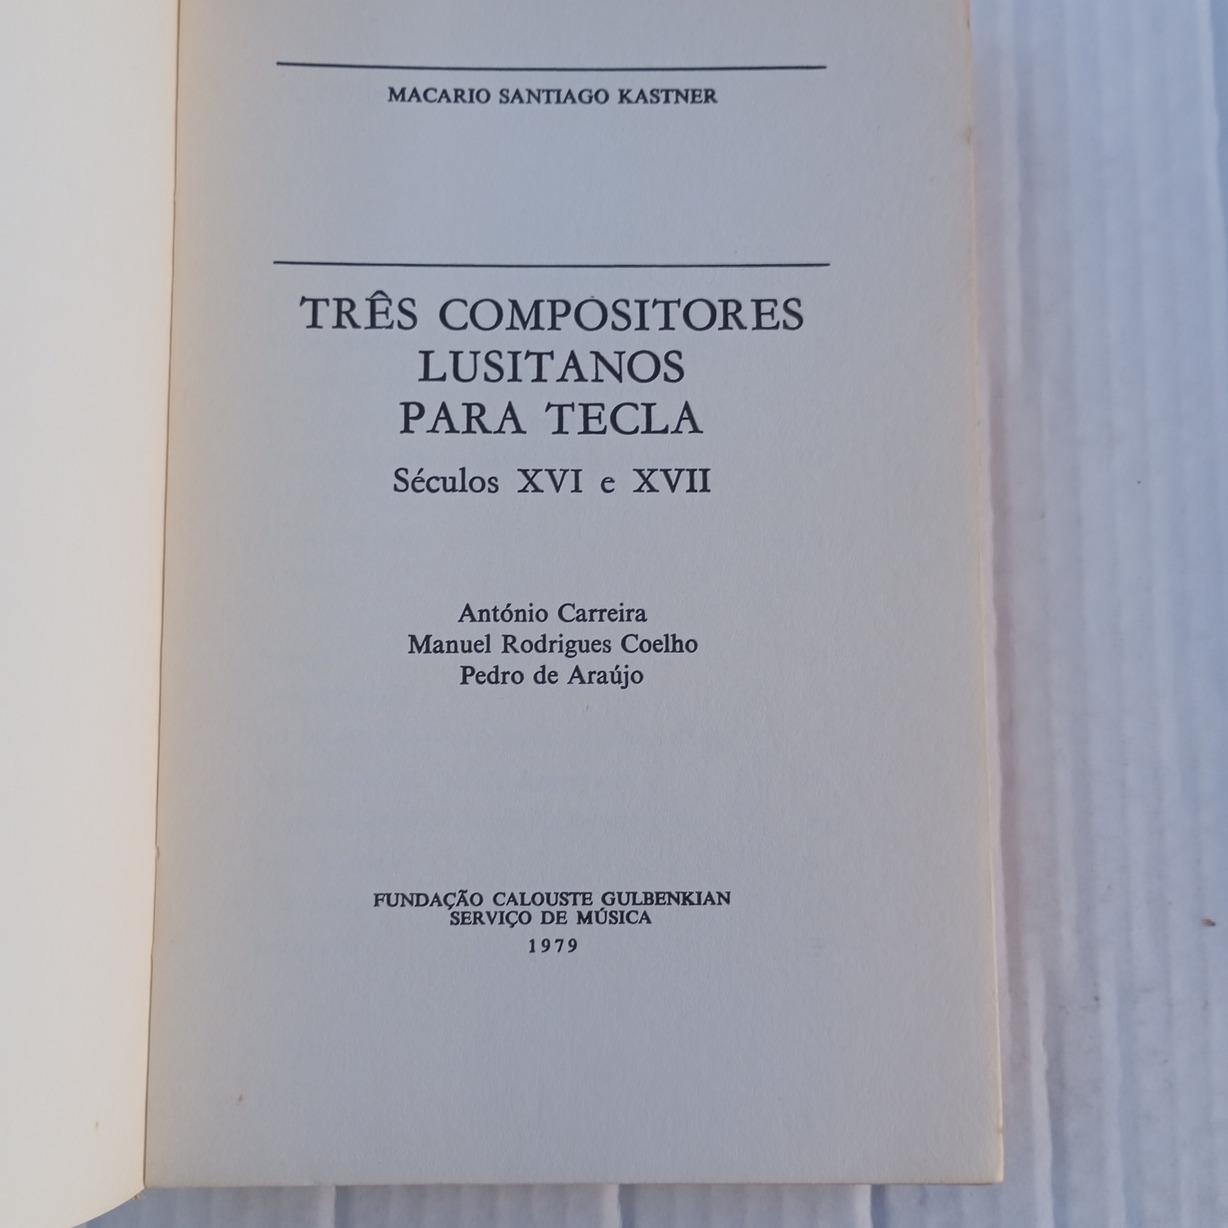 MACARIO SANTIAGO KASTNER
TRÊS COMPOSITORES
LUSITANOS
PARA TECLA
Séculos XVI e XVII
António Carreira
Manuel Rodrigues Coelho
Pedro de Araújo
FUNDAÇÃO CALOUSTE GULBENKIAN
SERVIÇO DE MÚSICA
1979